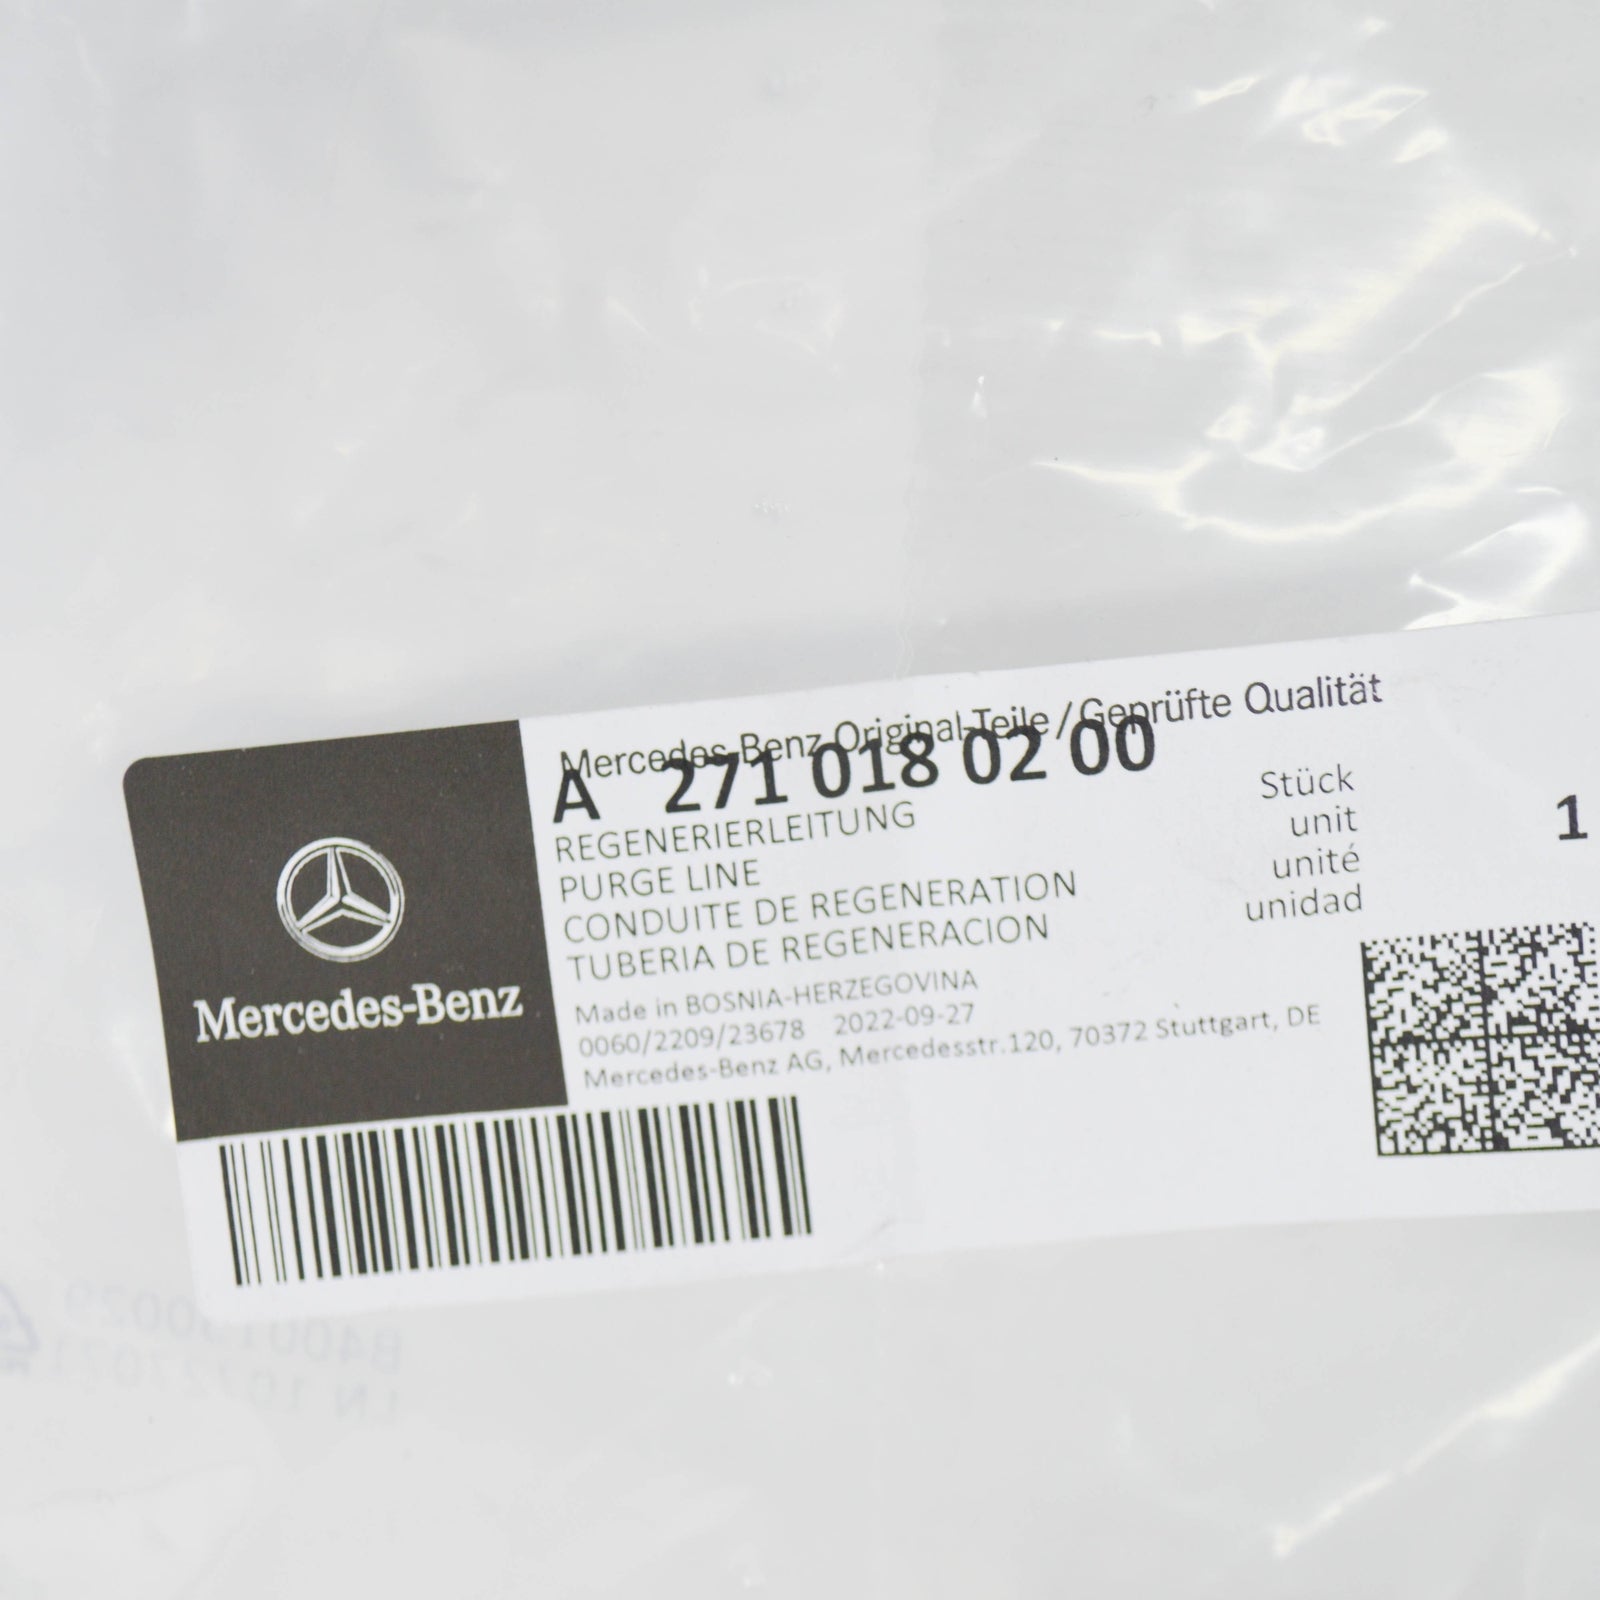 Mercedes-Benz Original-Teile / Geprüfte Qualität
A 271 018 02 00
REGENERIERLEITUNG
PURGE LINE
CONDUITE DE REGENERATION
TUBERIA DE REGENERACION
Stück
unit
unité
unidad
1
Made in BOSNIA-HERZEGOVINA
0060/2209/23678 2022-09-27
Mercedes-Benz AG, Mercedesstr.120, 70372 Stuttgart, DE
Mercedes-Benz